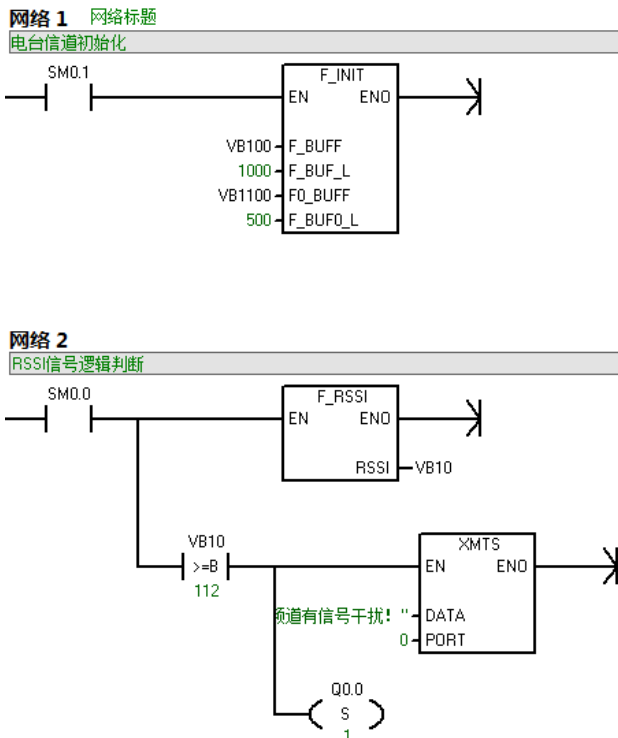 网络 1 网络标题
电台信道初始化
SM0.1
F_INIT
EN ENO
VB100 F_BUFF
1000 F_BUF_L
VB1100 F0_BUFF
500 F_BUF0_L
网络 2
RSSI信号逻辑判断
SM0.0
F_RSSI
EN ENO
RSSI VB10
VB10
>=B
112
XMTS
EN ENO
频道有信号干扰! " DATA
0 PORT
Q0.0
S
1